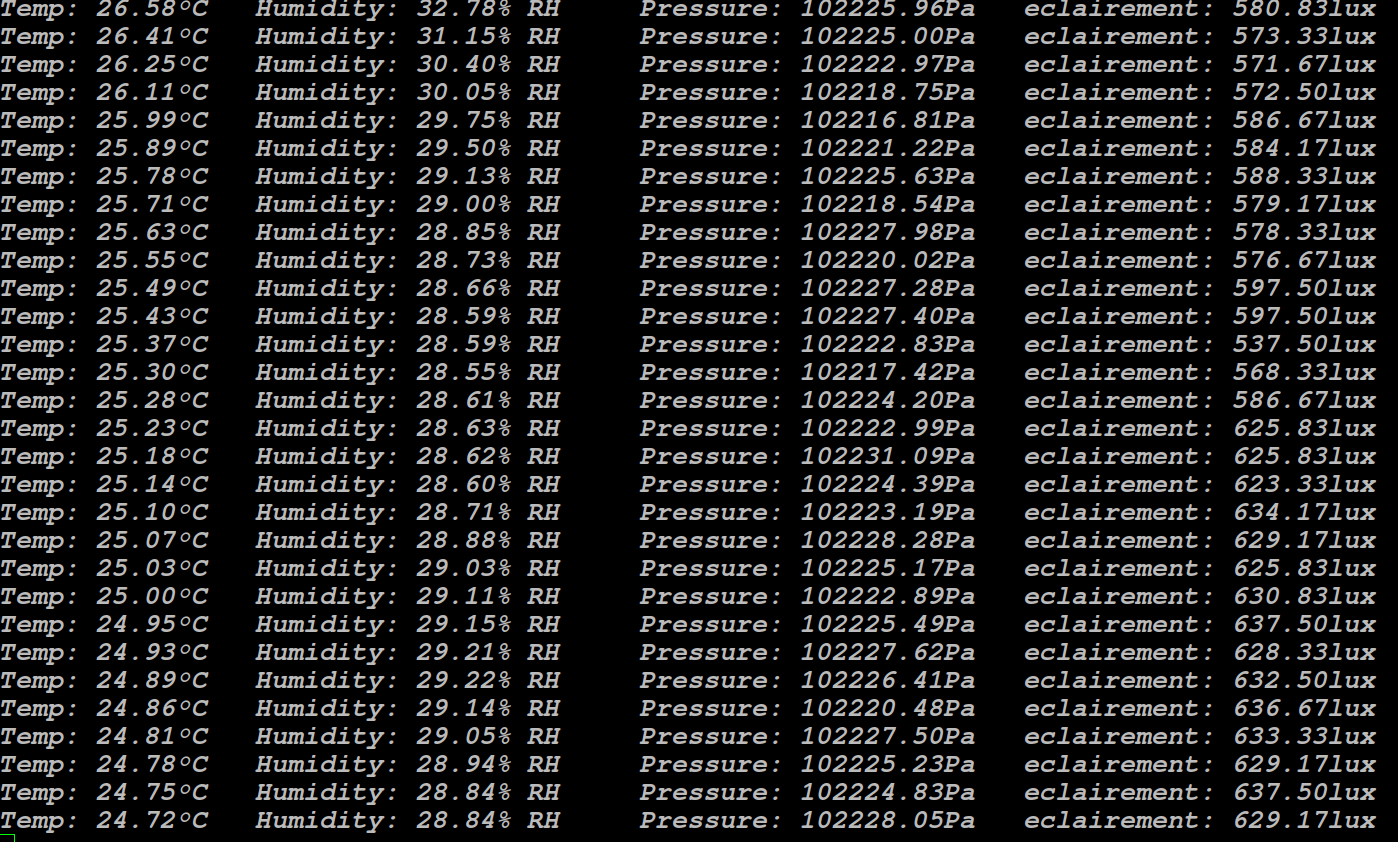 Temp: 26.58°C Humidity: 32.78% RH Pressure: 102225.96Pa eclairement: 580.83lux
Temp: 26.41°C Humidity: 31.15% RH Pressure: 102225.00Pa eclairement: 573.33lux
Temp: 26.25°C Humidity: 30.40% RH Pressure: 102222.97Pa eclairement: 571.67lux
Temp: 26.11°C Humidity: 30.05% RH Pressure: 102218.75Pa eclairement: 572.50lux
Temp: 25.99°C Humidity: 29.75% RH Pressure: 102216.81Pa eclairement: 586.67lux
Temp: 25.89°C Humidity: 29.50% RH Pressure: 102221.22Pa eclairement: 584.17lux
Temp: 25.78°C Humidity: 29.13% RH Pressure: 102225.63Pa eclairement: 588.33lux
Temp: 25.71°C Humidity: 29.00% RH Pressure: 102218.54Pa eclairement: 579.17lux
Temp: 25.63°C Humidity: 28.85% RH Pressure: 102227.98Pa eclairement: 578.33lux
Temp: 25.55°C Humidity: 28.73% RH Pressure: 102220.02Pa eclairement: 576.67lux
Temp: 25.49°C Humidity: 28.66% RH Pressure: 102227.28Pa eclairement: 597.50lux
Temp: 25.43°C Humidity: 28.59% RH Pressure: 102227.40Pa eclairement: 597.50lux
Temp: 25.37°C Humidity: 28.59% RH Pressure: 102222.83Pa eclairement: 537.50lux
Temp: 25.30°C Humidity: 28.55% RH Pressure: 102217.42Pa eclairement: 568.33lux
Temp: 25.28°C Humidity: 28.61% RH Pressure: 102224.20Pa eclairement: 586.67lux
Temp: 25.23°C Humidity: 28.63% RH Pressure: 102222.99Pa eclairement: 625.83lux
Temp: 25.18°C Humidity: 28.62% RH Pressure: 102231.09Pa eclairement: 625.83lux
Temp: 25.14°C Humidity: 28.60% RH Pressure: 102224.39Pa eclairement: 623.33lux
Temp: 25.10°C Humidity: 28.71% RH Pressure: 102223.19Pa eclairement: 634.17lux
Temp: 25.07°C Humidity: 28.88% RH Pressure: 102228.28Pa eclairement: 629.17lux
Temp: 25.03°C Humidity: 29.03% RH Pressure: 102225.17Pa eclairement: 625.83lux
Temp: 25.00°C Humidity: 29.11% RH Pressure: 102222.89Pa eclairement: 630.83lux
Temp: 24.95°C Humidity: 29.15% RH Pressure: 102225.49Pa eclairement: 637.50lux
Temp: 24.93°C Humidity: 29.21% RH Pressure: 102227.62Pa eclairement: 628.33lux
Temp: 24.89°C Humidity: 29.22% RH Pressure: 102226.41Pa eclairement: 632.50lux
Temp: 24.86°C Humidity: 29.14% RH Pressure: 102220.48Pa eclairement: 636.67lux
Temp: 24.81°C Humidity: 29.05% RH Pressure: 102227.50Pa eclairement: 633.33lux
Temp: 24.78°C Humidity: 28.94% RH Pressure: 102225.23Pa eclairement: 629.17lux
Temp: 24.75°C Humidity: 28.84% RH Pressure: 102224.83Pa eclairement: 637.50lux
Temp: 24.72°C Humidity: 28.84% RH Pressure: 102228.05Pa eclairement: 629.17lux